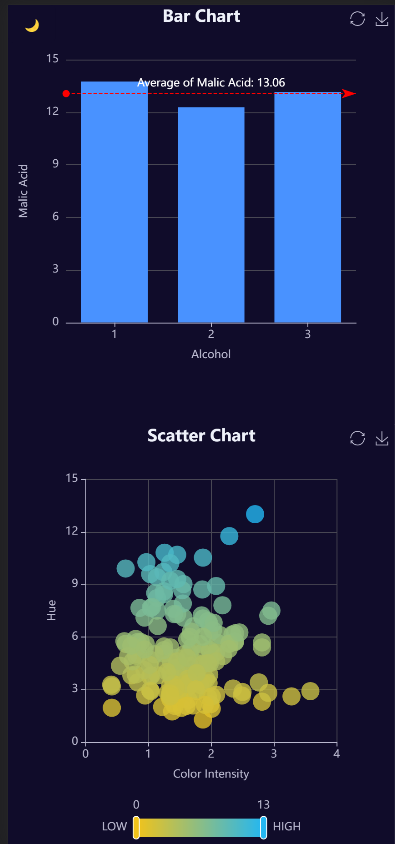 Bar Chart
15
Average of Malic Acid: 13.06
12
9
Malic Acid
6
3
0
1 2 3
Alcohol
Scatter Chart
15
12
9
Hue
6
3
0
0 1 2 3 4
Color Intensity
0 13
LOW HIGH